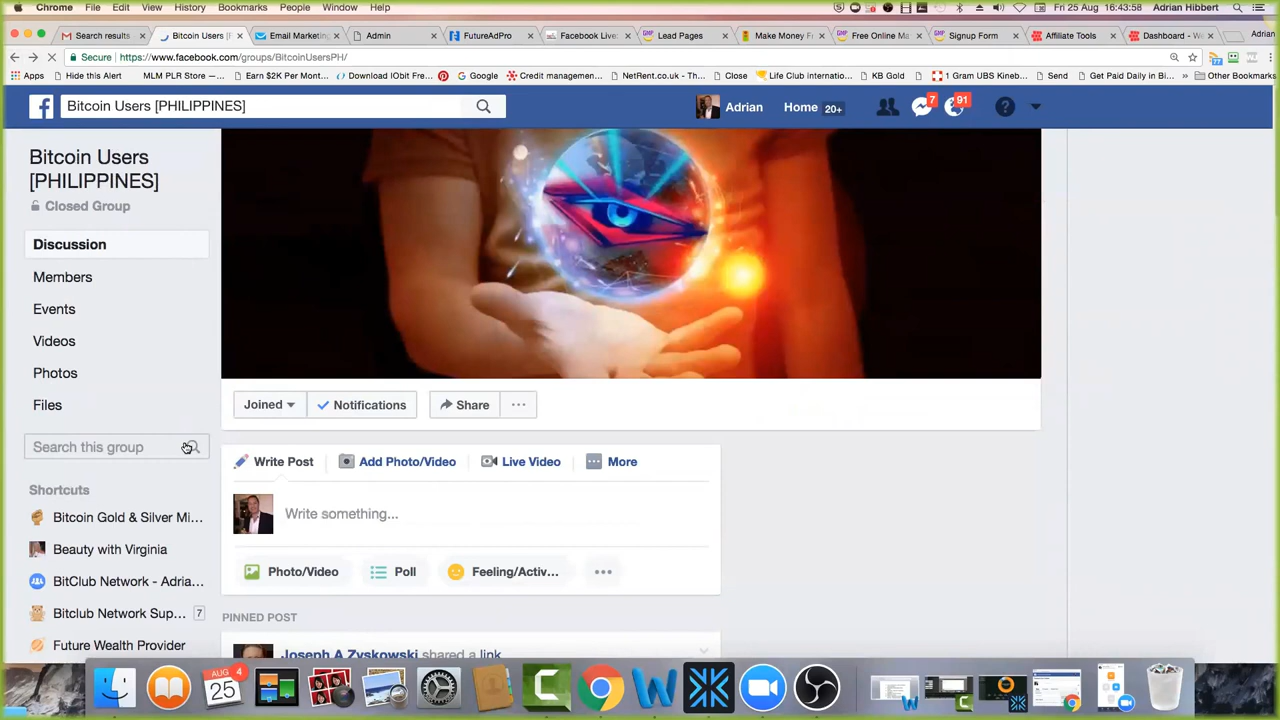 Chrome File Edit View History Bookmarks People Window Help Fri 25 Aug 16:43:58 Adrian Hibbert
Search results Bitcoin Users [ Email Marketing Admin FutureAdPro Facebook Live: Lead Pages Make Money F Free Online Ma Signup Form Affiliate Tools Dashboard - We Adrian
Secure https://www.facebook.com/groups/BitcoinUsersPH/
Hide this Alert MLM PLR Store —... Earn $2K Per Mont... Download !Obit Fre... Google Credit managemen... NetRent.co.uk - Th... Close Life Club internatio... KB Gold 1 Gram UBS Kineb... Send Get Paid Daily in Bi... Other Bookmarks
Bitcoin Users [PHILIPPINES] Adrian Home 20+ 7 91
Bitcoin Users
[PHILIPPINES]
Closed Group
Discussion
Members
Events
Videos
Photos
Files
Joined Notifications Share
Search this group
Write Post Add Photo/Video Live Video More
Shortcuts
Bitcoin Gold & Silver Mi...
Beauty with Virginia
BitClub Network - Adria...
Bitclub Network Sup... 7
Future Wealth Provider
Write something...
Photo/Video Poll Feeling/Activ...
PINNED POST
Joseph A Zyskowski shared a link
AUG 4
25